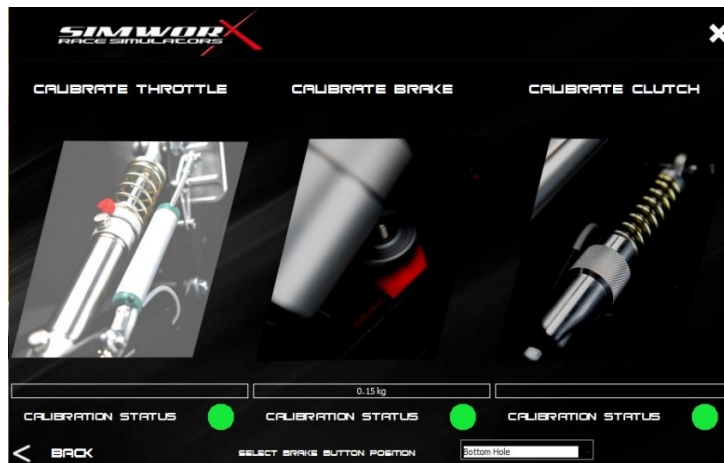 SIMWORX
RACE SIMULATORS
CALIBRATE THROTTLE
CALIBRATE BRAKE
CALIBRATE CLUTCH
0.15 kg
CALIBRATION STATUS
CALIBRATION STATUS
CALIBRATION STATUS
< BACK
SELECT BRAKE BUTTON POSITION
Bottom Hole